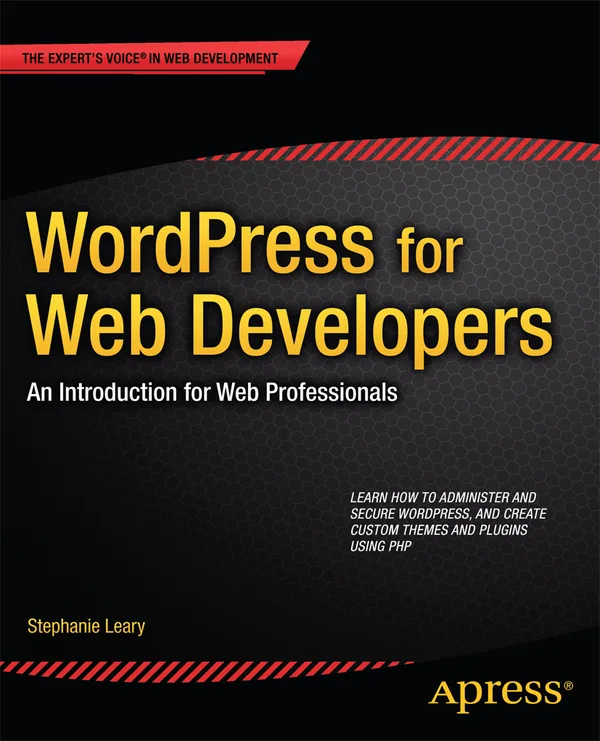 THE EXPERT'S VOICE® IN WEB DEVELOPMENT
WordPress for
Web Developers
An Introduction for Web Professionals
LEARN HOW TO ADMINISTER AND
SECURE WORDPRESS, AND CREATE
CUSTOM THEMES AND PLUGINS
USING PHP
Stephanie Leary
Apress®